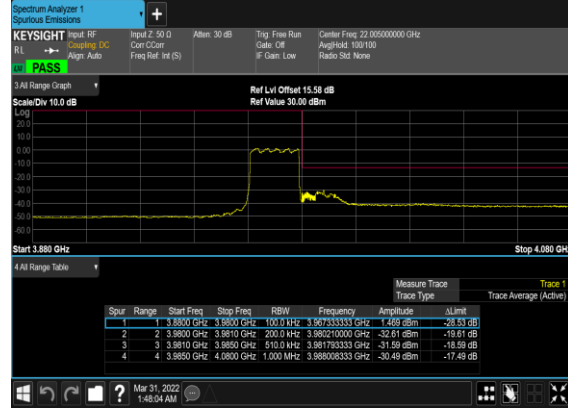 Spectrum Analyzer 1
Spurious Emissions
+
KEYSIGHT Input: RF Input Z: 50 Ω Atten: 30 dB Trig: Free Run Center Freq: 22.005000000 GHz
RL Coupling: DC Corr CCorr Gate: Off Avg|Hold: 100/100
Align: Auto Freq Ref: Int (S) IF Gain: Low Radio Std: None
PASS
3 All Range Graph
Ref Lvl Offset 15.58 dB
Scale/Div 10.0 dB Ref Value 30.00 dBm
Log
20.0
10.0
0.00
-10.0
-20.0
-30.0
-40.0
-50.0
-60.0
Start 3.880 GHz Stop 4.080 GHz
4 All Range Table
Measure Trace Trace 1
Trace Type Trace Average (Active)
Spur Range Start Freq Stop Freq RBW Frequency Amplitude ΔLimit
1 1 3.8800 GHz 3.9800 GHz 100.0 kHz 3.967333333 GHz 1.469 dBm -28.53 dB
2 2 3.9800 GHz 3.9810 GHz 200.0 kHz 3.980210000 GHz -32.61 dBm -19.61 dB
3 3 3.9810 GHz 3.9850 GHz 510.0 kHz 3.981793333 GHz -31.59 dBm -18.59 dB
4 4 3.9850 GHz 4.0800 GHz 1.000 MHz 3.988008333 GHz -30.49 dBm -17.49 dB
?
Mar 31, 2022
1:48:04 AM